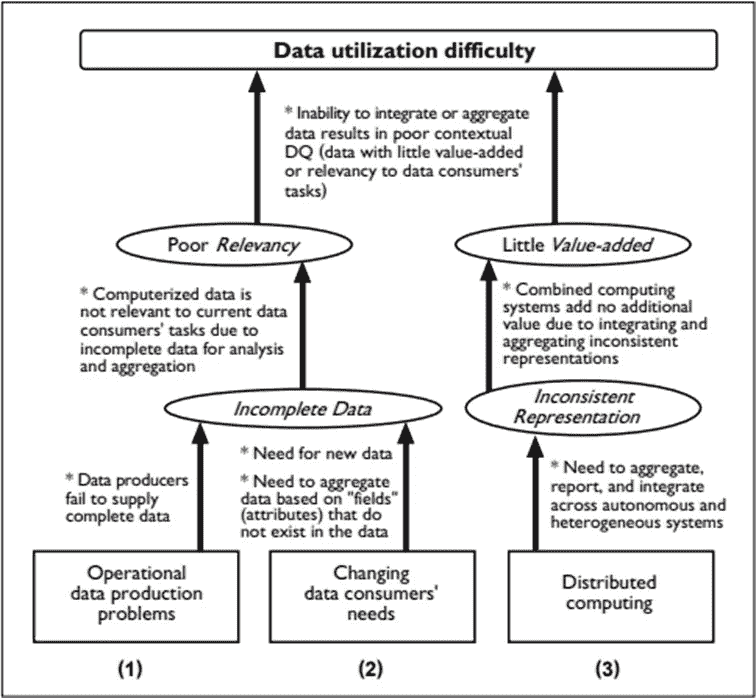 Data utilization difficulty
* Inability to integrate or aggregate
data results in poor contextual
DQ (data with little value-added
or relevancy to data consumers'
tasks)
Poor Relevancy
Little Value-added
* Computerized data is
not relevant to current data
consumers' tasks due to
incomplete data for analysis
and aggregation
* Combined computing
systems add no additional
value due to integrating and
aggregating inconsistent
representations
Incomplete Data
Inconsistent
Representation
* Data producers
fail to supply
complete data
* Need for new data
* Need to aggregate
data based on "fields"
(attributes) that do
not exist in the data
* Need to aggregate,
report, and integrate
across autonomous and
heterogeneous systems
Operational
data production
problems
Changing
data consumers'
needs
Distributed
computing
(1)
(2)
(3)